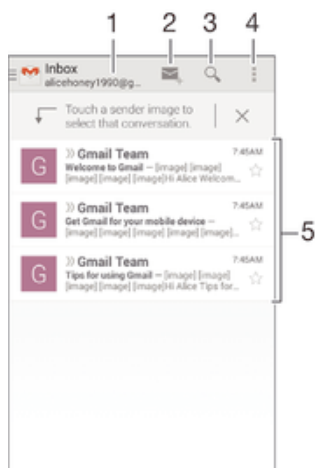 1 2 3 4
Inbox
alicehoney1990@g...
Touch a sender image to
select that conversation.
G
Gmail Team 7:45AM
Welcome to Gmail – [image] [image]
[image] [image] [image]Hi Alice Welcom...
G
Gmail Team 7:45AM
Get Gmail for your mobile device –
[image] [image] [image] [image] [image]...
G
Gmail Team 7:45AM
Tips for using Gmail – [image] [image]
[image] [image] [image]Hi Alice Tips for...
5